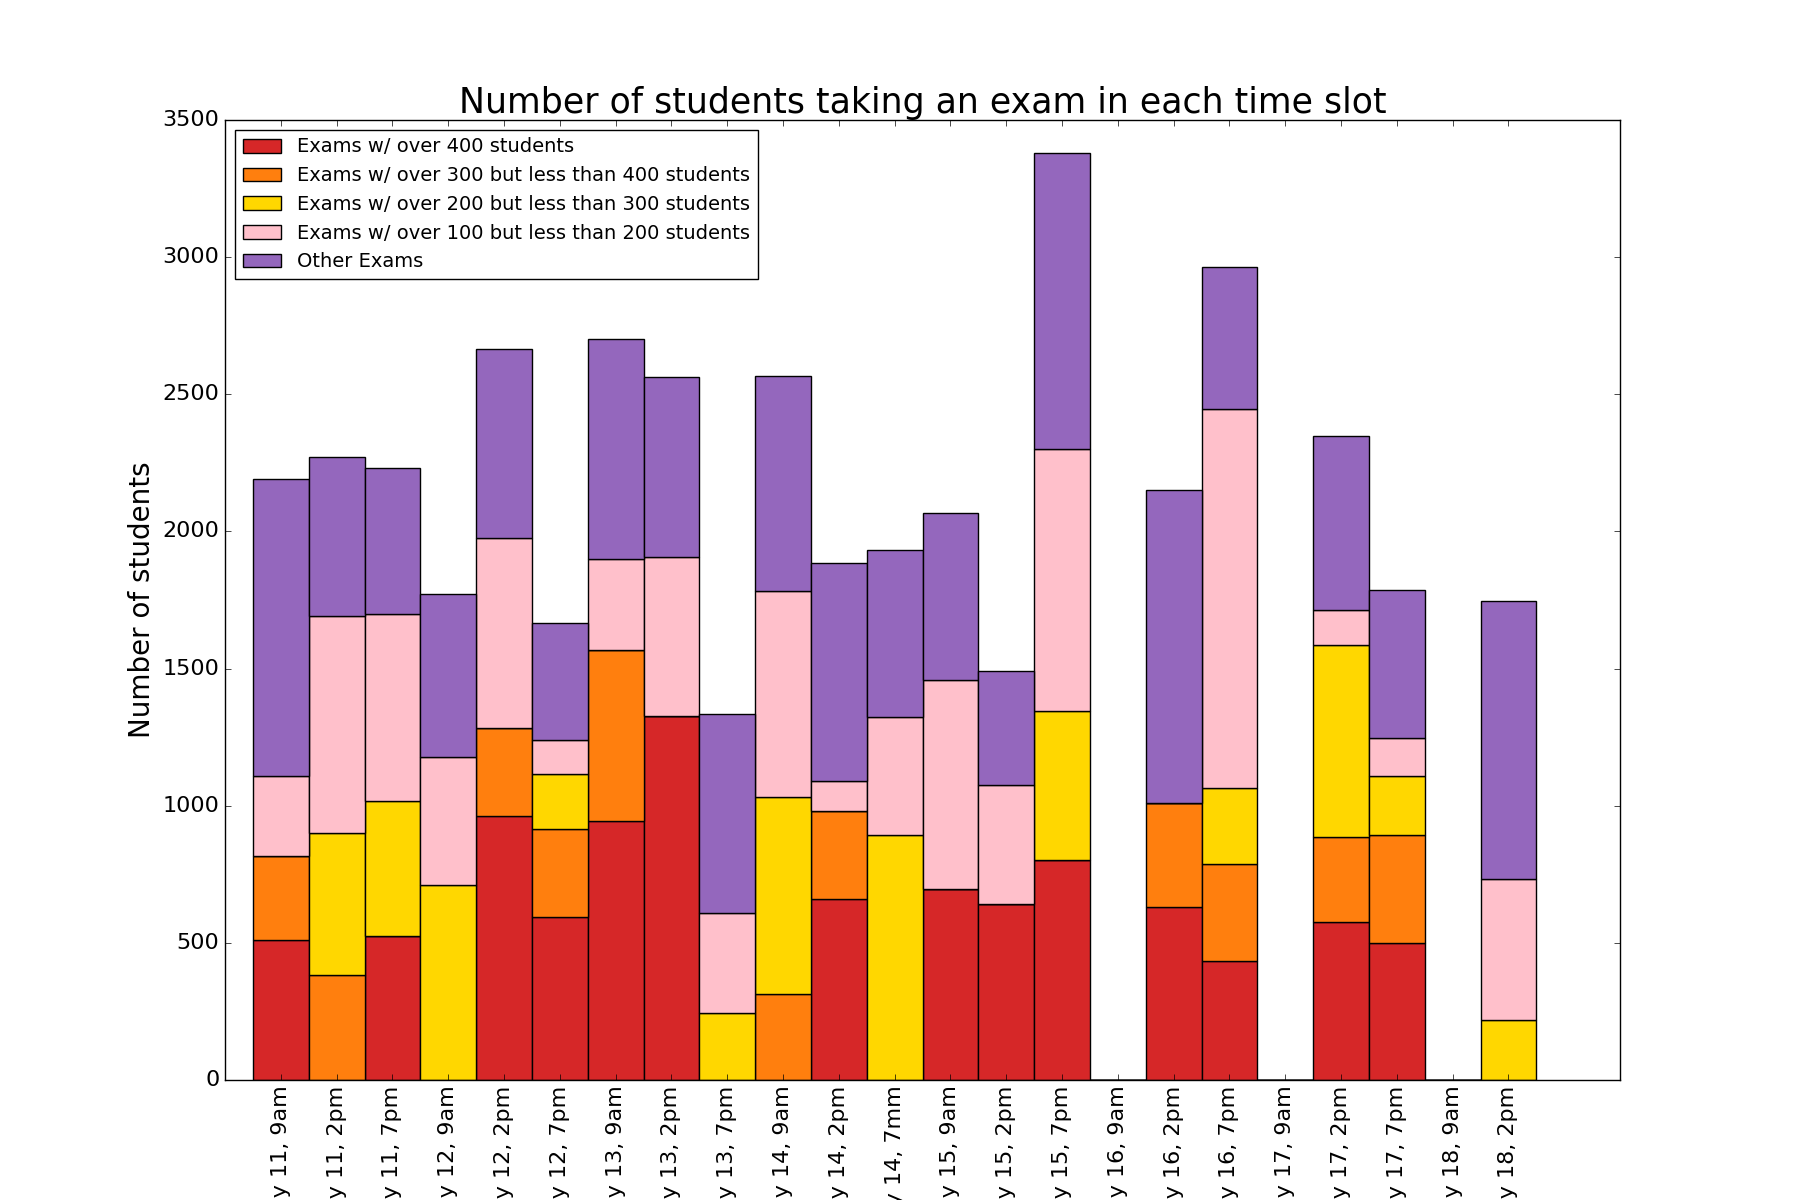 Number of students taking an exam in each time slot
3500
3000
2500
2000
1500
1000
500
0
Number of students
Exams w/ over 400 students
Exams w/ over 300 but less than 400 students
Exams w/ over 200 but less than 300 students
Exams w/ over 100 but less than 200 students
Other Exams
y 11, 9am
y 11, 2pm
y 11, 7pm
y 12, 9am
y 12, 2pm
y 12, 7pm
y 13, 9am
y 13, 2pm
y 13, 7pm
y 14, 9am
y 14, 2pm
y 14, 7mm
y 15, 9am
y 15, 2pm
y 15, 7pm
y 16, 9am
y 16, 2pm
y 16, 7pm
y 17, 9am
y 17, 2pm
y 17, 7pm
y 18, 9am
y 18, 2pm